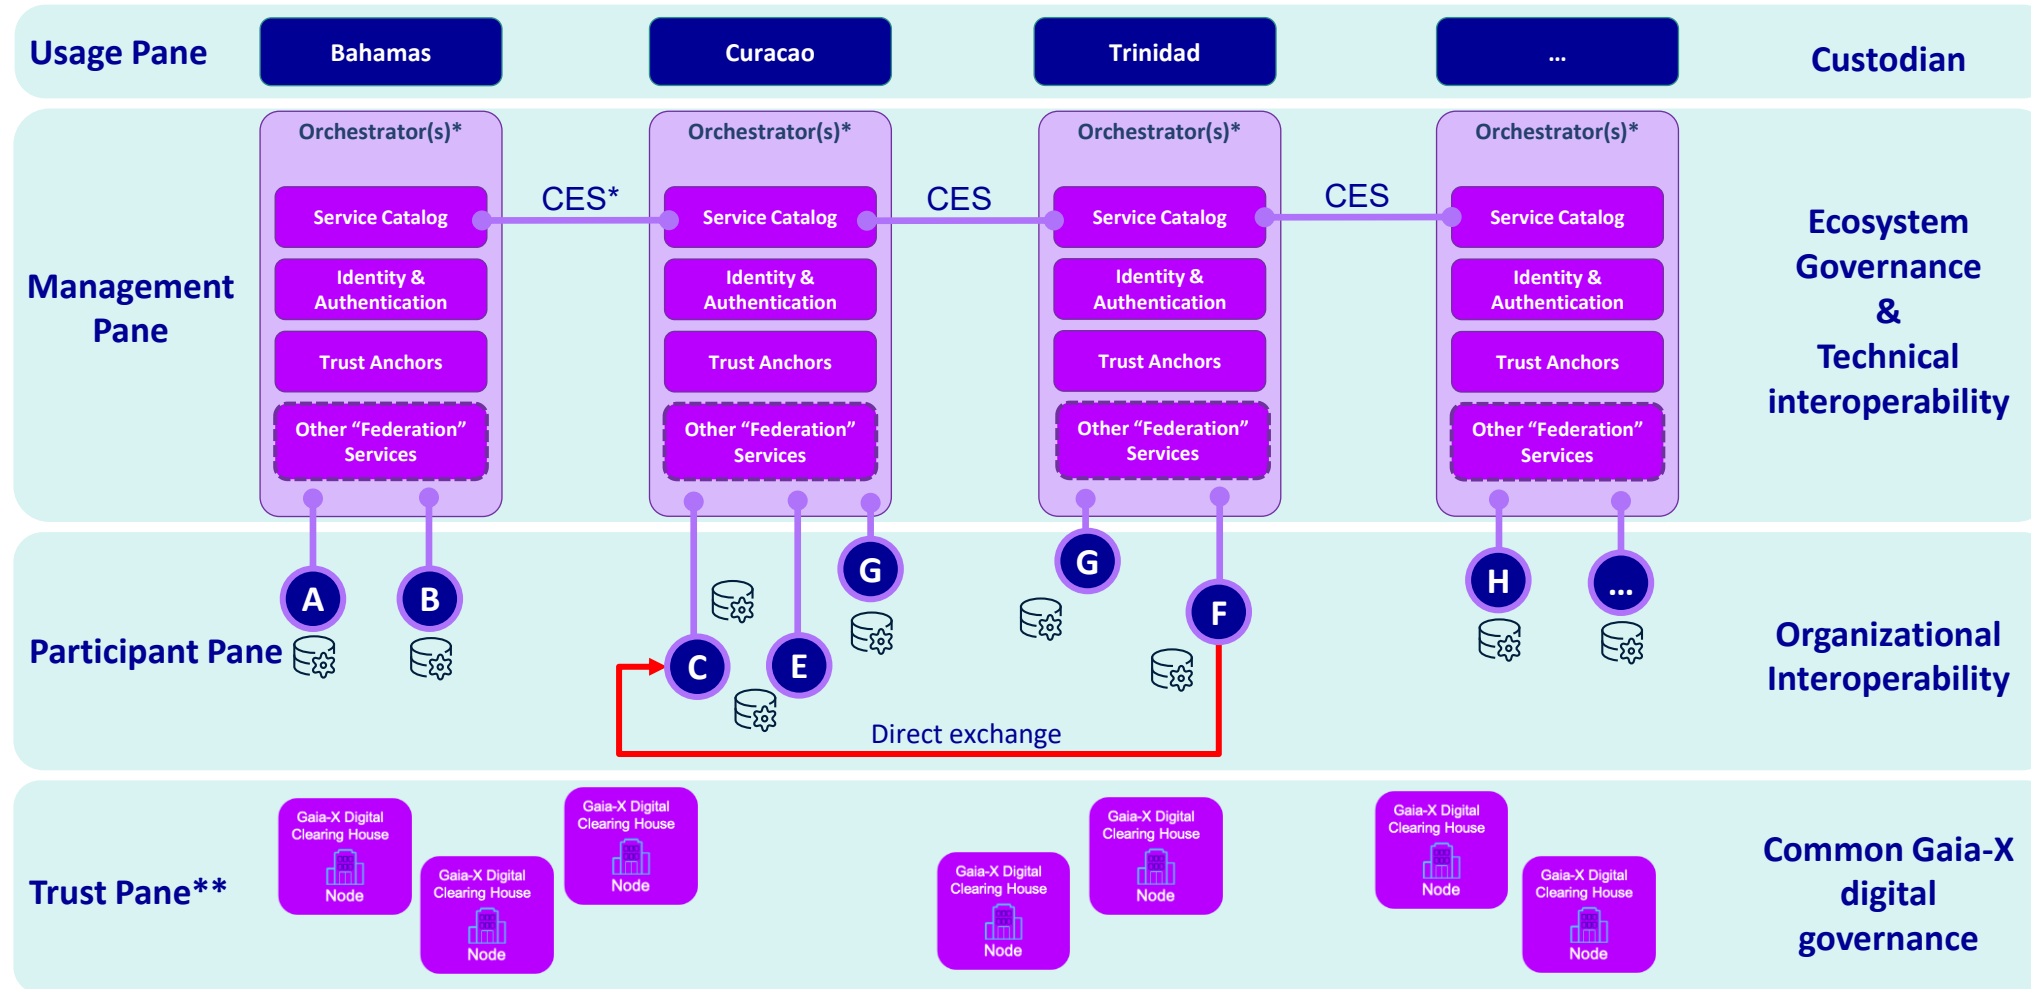 Usage Pane
Bahamas
Curacao
Trinidad
...
Custodian
Management
Pane
Orchestrator(s)*
Service Catalog
Identity &
Authentication
Trust Anchors
Other “Federation”
Services
CES*
Orchestrator(s)*
Service Catalog
Identity &
Authentication
Trust Anchors
Other “Federation”
Services
CES
Orchestrator(s)*
Service Catalog
Identity &
Authentication
Trust Anchors
Other “Federation”
Services
CES
Orchestrator(s)*
Service Catalog
Identity &
Authentication
Trust Anchors
Other “Federation”
Services
Ecosystem
Governance
&
Technical
interoperability
Participant Pane
A
B
C
E
G
G
F
H
...
Direct exchange
Organizational
Interoperability
Trust Pane**
Gaia-X Digital
Clearing House
Node
Gaia-X Digital
Clearing House
Node
Gaia-X Digital
Clearing House
Node
Gaia-X Digital
Clearing House
Node
Gaia-X Digital
Clearing House
Node
Gaia-X Digital
Clearing House
Node
Gaia-X Digital
Clearing House
Node
Common Gaia-X
digital
governance